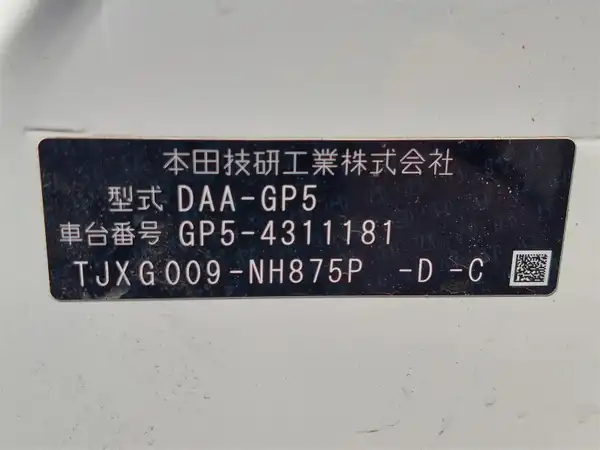 本田技研工業株式会社
型式 DAA-GP5
車台番号 GP5-4311181
TJXG009-NH875P -D -C